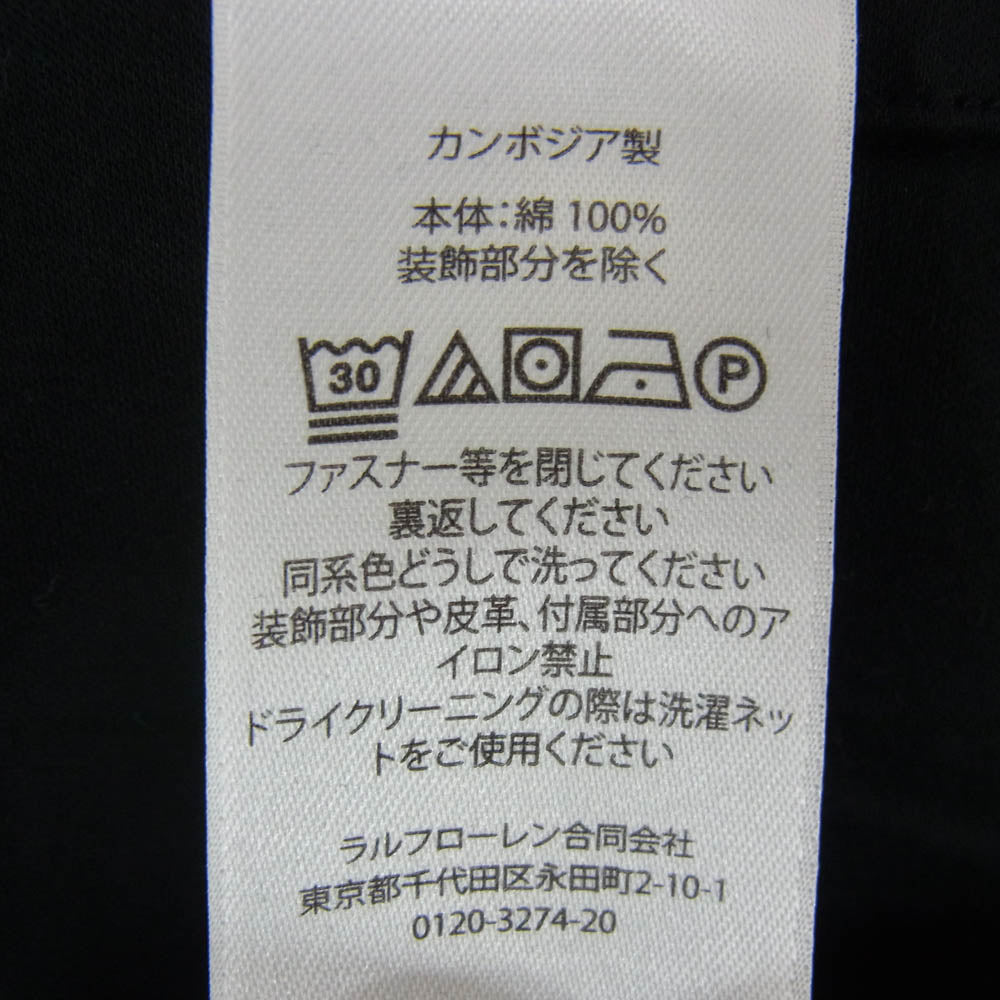 カンボジア製
本体：綿 100%
装飾部分を除く
30 P
ファスナー等を閉じてください
裏返してください
同系色どうしで洗ってください
装飾部分や皮革、付属部分へのア
イロン禁止
ドライクリーニングの際は洗濯ネッ
トをご使用ください
ラルフローレン合同会社
東京都千代田区永田町2-10-1
0120-3274-20